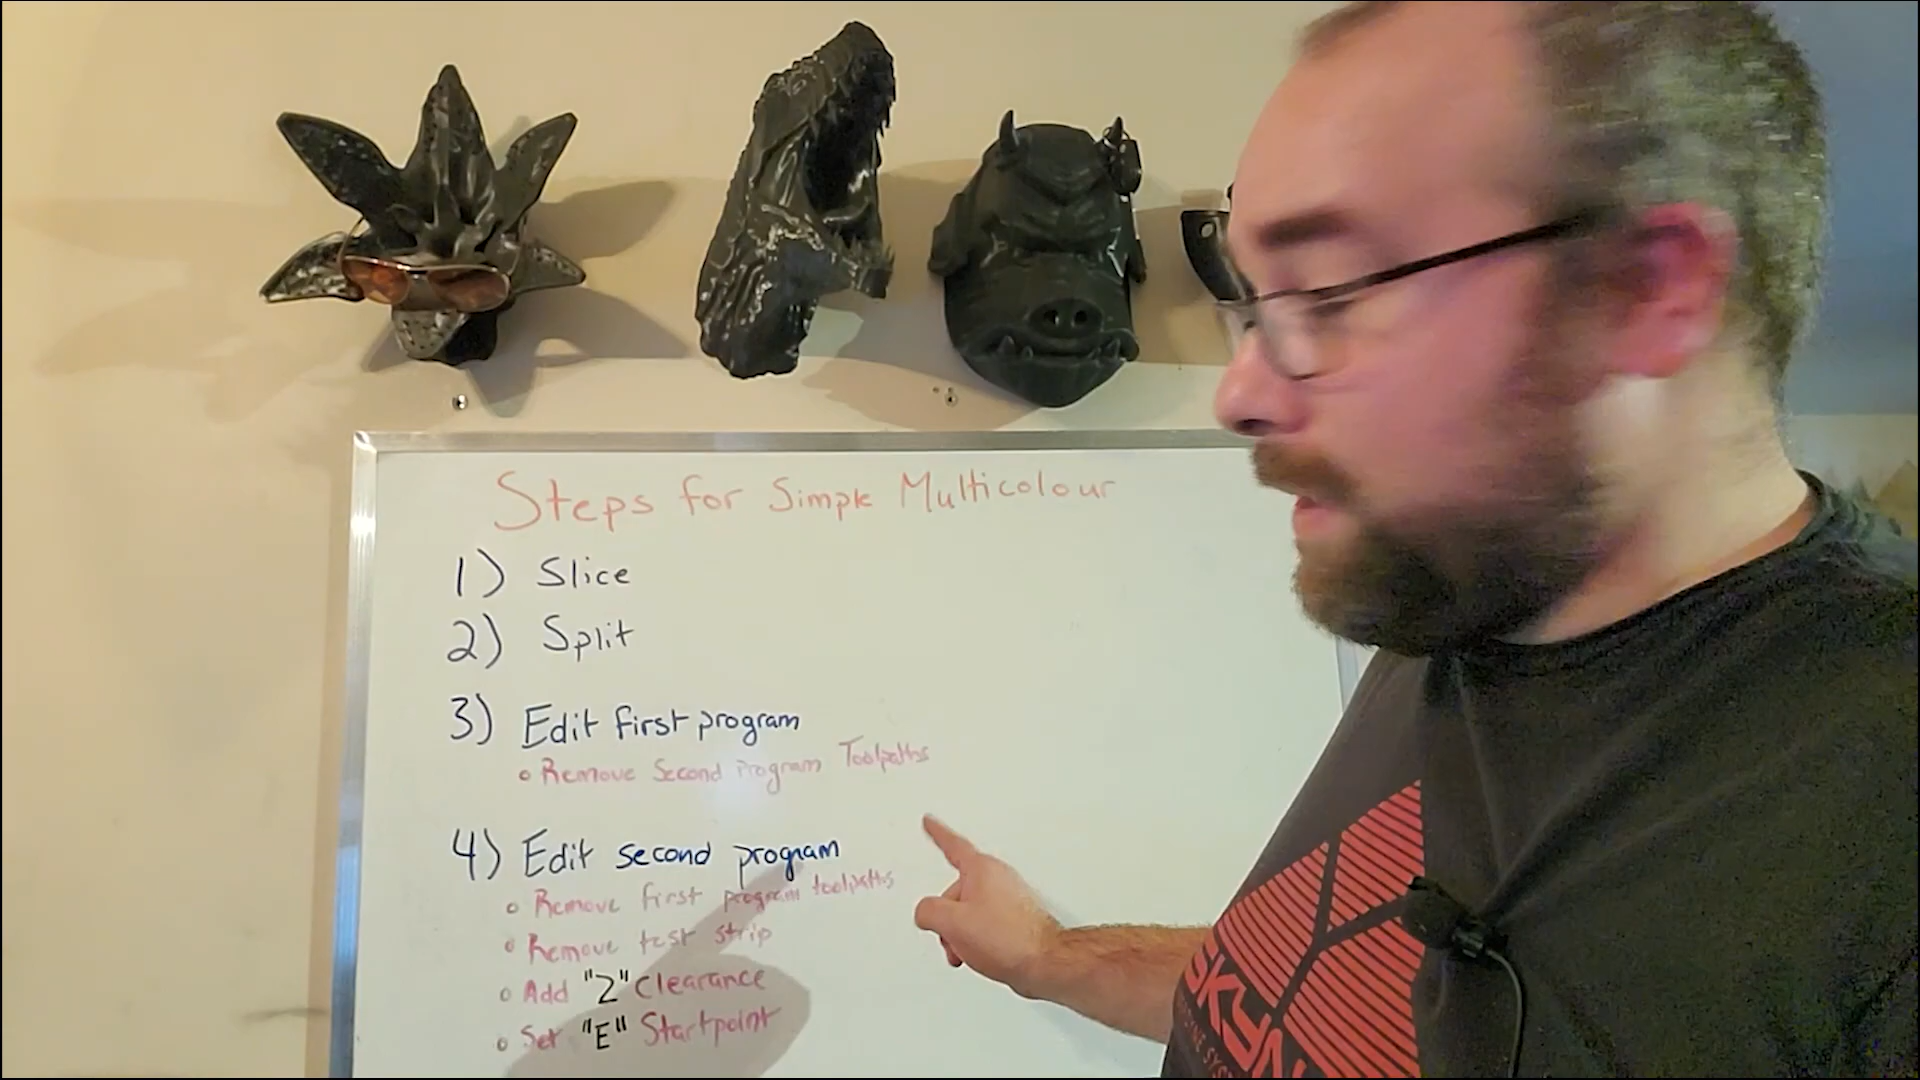 Steps for Simple Multicolour
1) Slice
2) Split
3) Edit first program
o Remove Second Program Toolpaths
4) Edit second program
o Remove first program toolpaths
o Remove test strip
o Add "Z" Clearance
o Set "E" Startpoint
SKYN